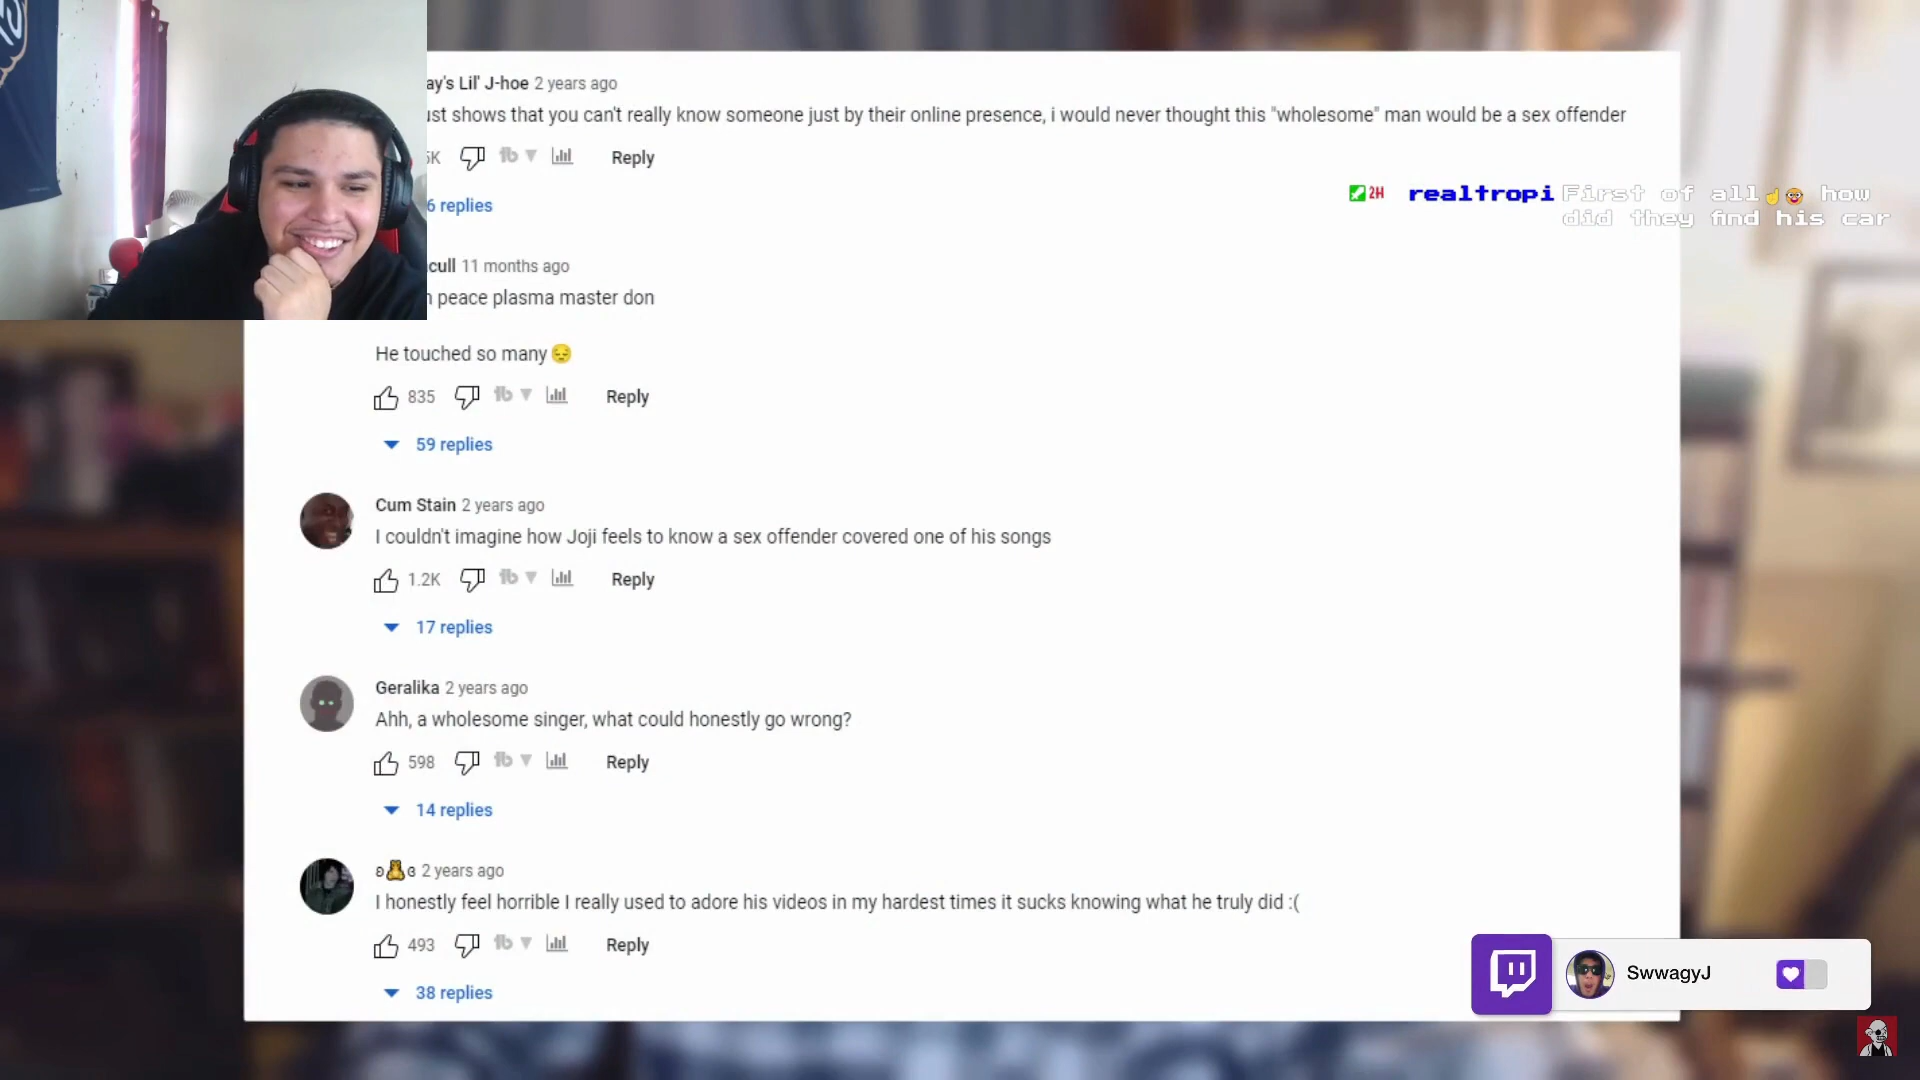 ay's Lil' J-hoe 2 years ago
ust shows that you can't really know someone just by their online presence, i would never thought this "wholesome" man would be a sex offender
5K Reply
6 replies
2H realtropi First of all☝️🤓 how
did they find his car
cull 11 months ago
n peace plasma master don
He touched so many 😔
835 Reply
59 replies
Cum Stain 2 years ago
I couldn't imagine how Joji feels to know a sex offender covered one of his songs
1.2K Reply
17 replies
Geralika 2 years ago
Ahh, a wholesome singer, what could honestly go wrong?
598 Reply
14 replies
ʚ🧸ɞ 2 years ago
I honestly feel horrible I really used to adore his videos in my hardest times it sucks knowing what he truly did :(
493 Reply
38 replies
SwwagyJ